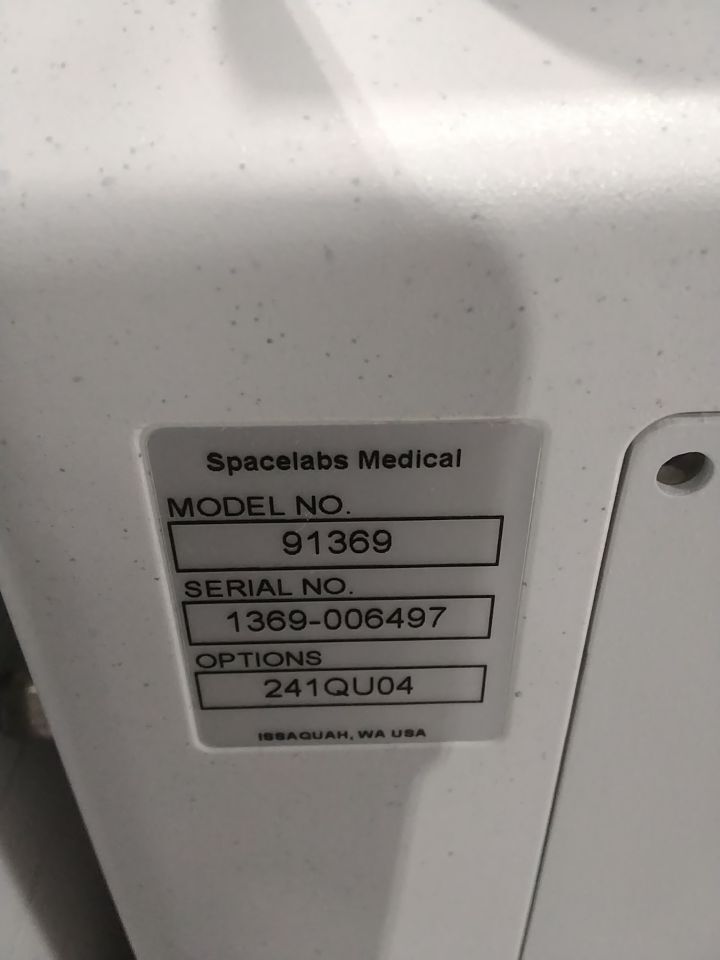 Spacelabs Medical
MODEL NO.
91369
SERIAL NO.
1369-006497
OPTIONS
241QU04
ISSAQUAH, WA USA